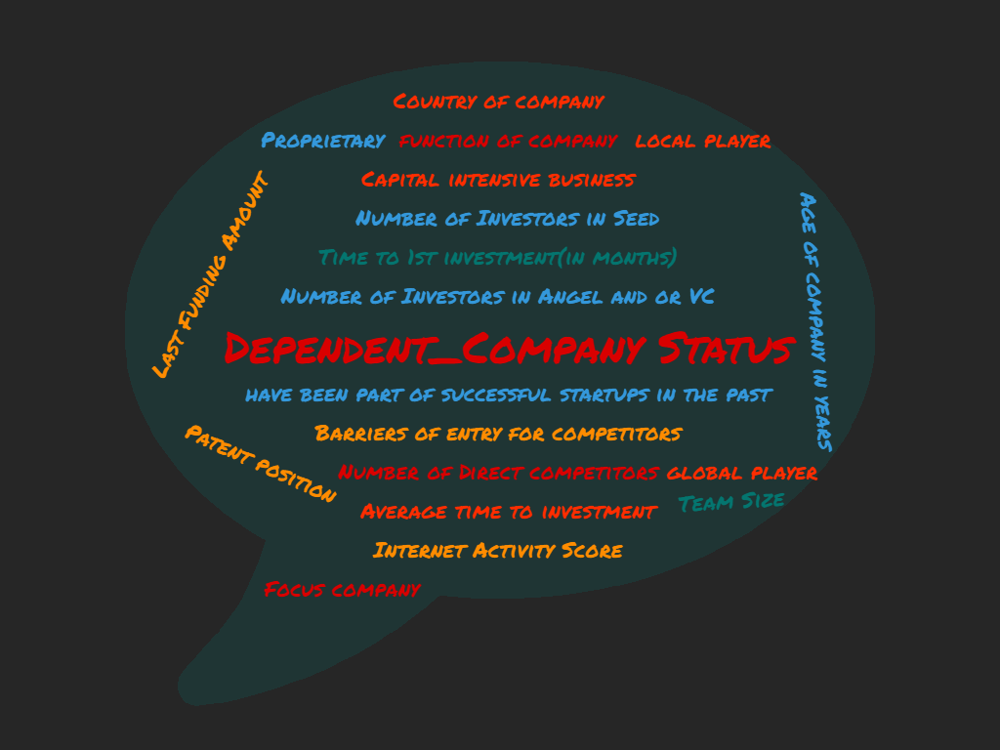 Country of company
Proprietary function of company local player
Capital intensive business
Last Funding Amount
Number of Investors in Seed
Age of company in years
Time to 1st investment(in months)
Number of Investors in Angel and or VC
Dependent_Company Status
have been part of successful startups in the past
Barriers of entry for competitors
Patent position
Number of Direct competitors global player
Team Size
Average time to investment
Internet Activity Score
Focus company